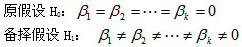 原假设 H₀: β₁ = β₂ = ⋯ = βₖ = 0
备择假设 H₁: β₁ ≠ β₂ ≠ ⋯ ≠ βₖ ≠ 0